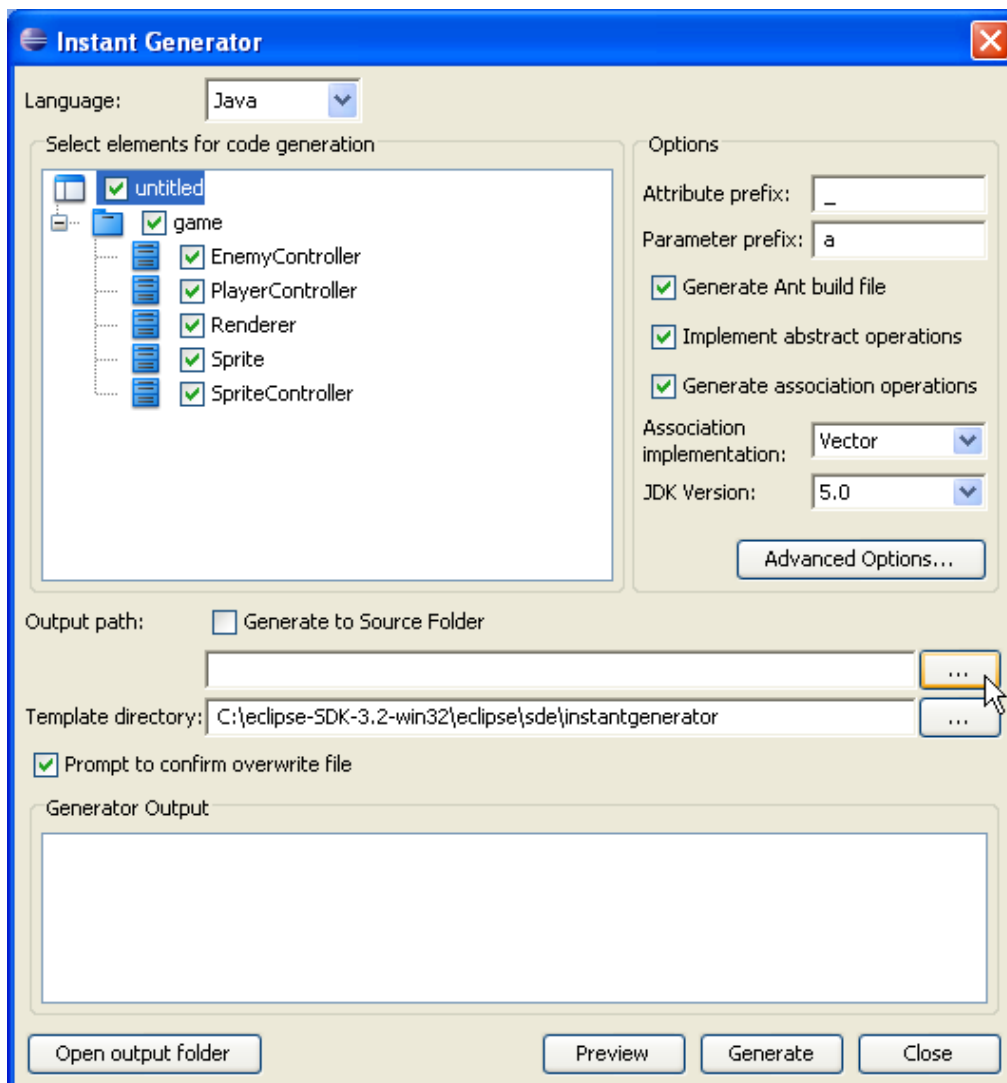 Instant Generator
Language: Java
Select elements for code generation
untitled
game
EnemyController
PlayerController
Renderer
Sprite
SpriteController
Options
Attribute prefix: _
Parameter prefix: a
Generate Ant build file
Implement abstract operations
Generate association operations
Association
implementation: Vector
JDK Version: 5.0
Advanced Options...
Output path: Generate to Source Folder
...
Template directory: C:\eclipse-SDK-3.2-win32\eclipse\sde\instantgenerator ...
Prompt to confirm overwrite file
Generator Output
Open output folder Preview Generate Close